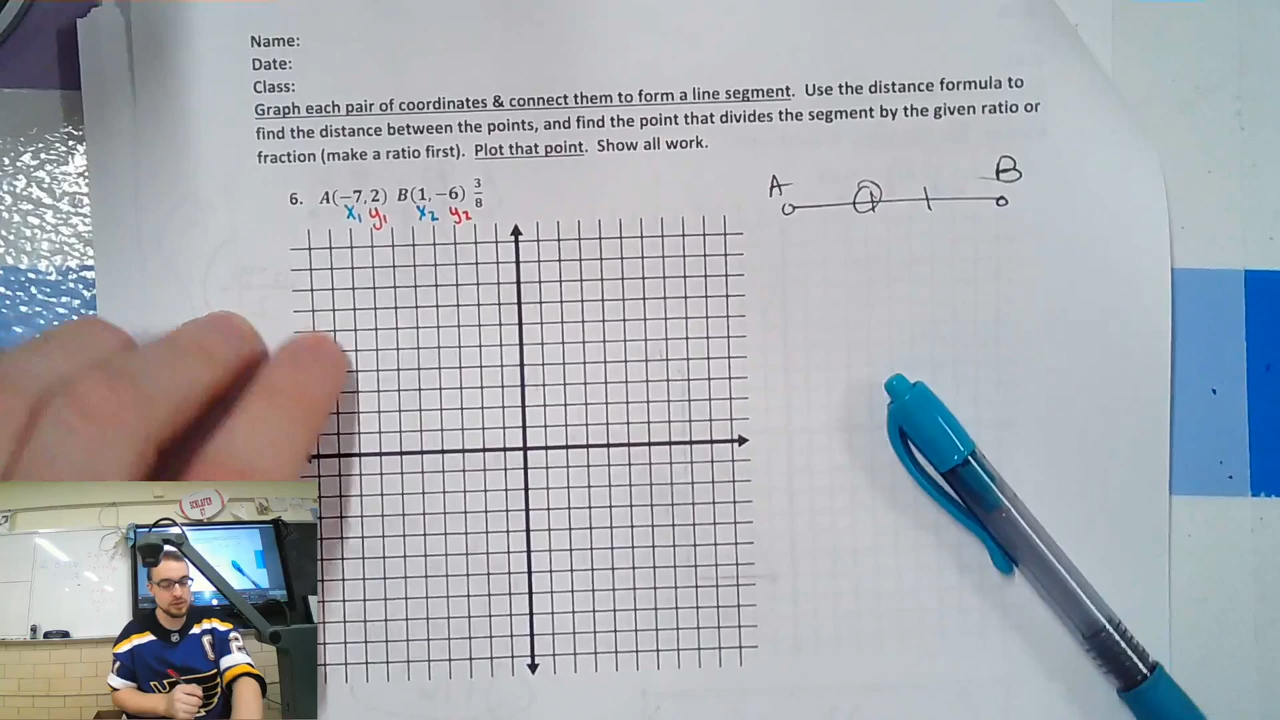 Name:
Date:
Class:
Graph each pair of coordinates & connect them to form a line segment. Use the distance formula to
find the distance between the points, and find the point that divides the segment by the given ratio or
fraction (make a ratio first). Plot that point. Show all work.
6. A(−7,2) B(1,−6) 3/8
x₁ y₁ x₂ y₂
A B
SCHLAFER